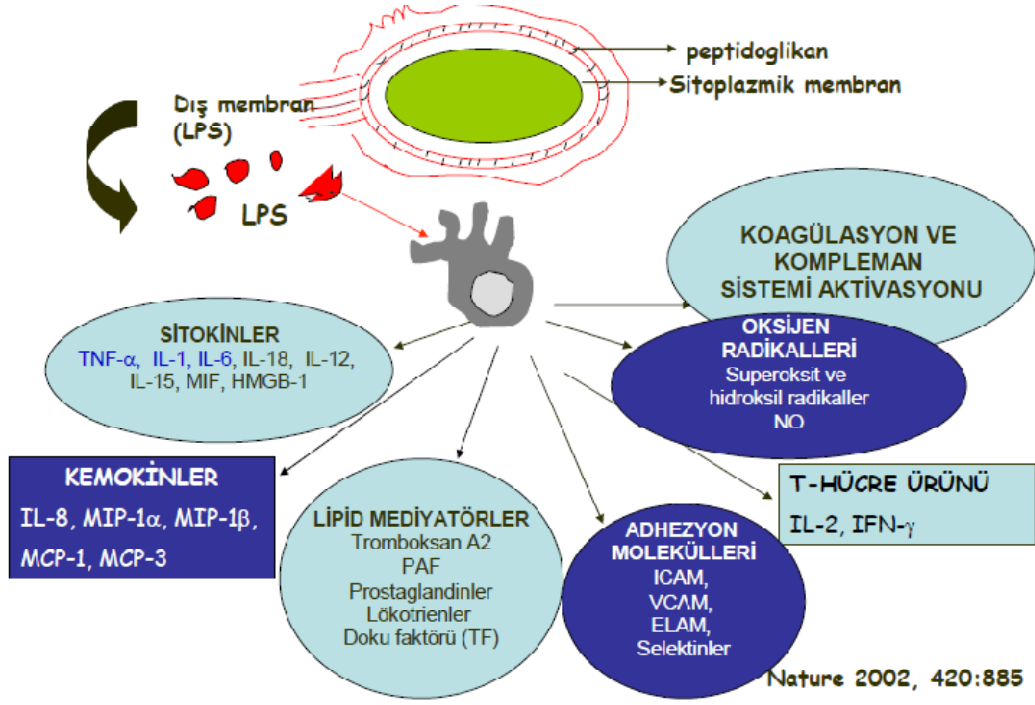 peptidoglikan
Sitoplazmik membran
Dış membran
(LPS)
LPS
KOAGÜLASYON VE
KOMPLEMAN
SİSTEMİ AKTİVASYONU
SİTOKİNLER
TNF-α, IL-1, IL-6, IL-18, IL-12,
IL-15, MIF, HMGB-1
OKSİJEN
RADİKALLERİ
Superoksit ve
hidroksil radikaller
NO
KEMOKİNLER
IL-8, MIP-1α, MIP-1β,
MCP-1, MCP-3
LİPİD MEDİYATÖRLER
Tromboksan A2
PAF
Prostaglandinler
Lökotrienler
Doku faktörü (TF)
ADHEZYON
MOLEKÜLLERİ
ICAM,
VCAM,
ELAM,
Selektinler
T-HÜCRE ÜRÜNÜ
IL-2, IFN-γ
Nature 2002, 420:885